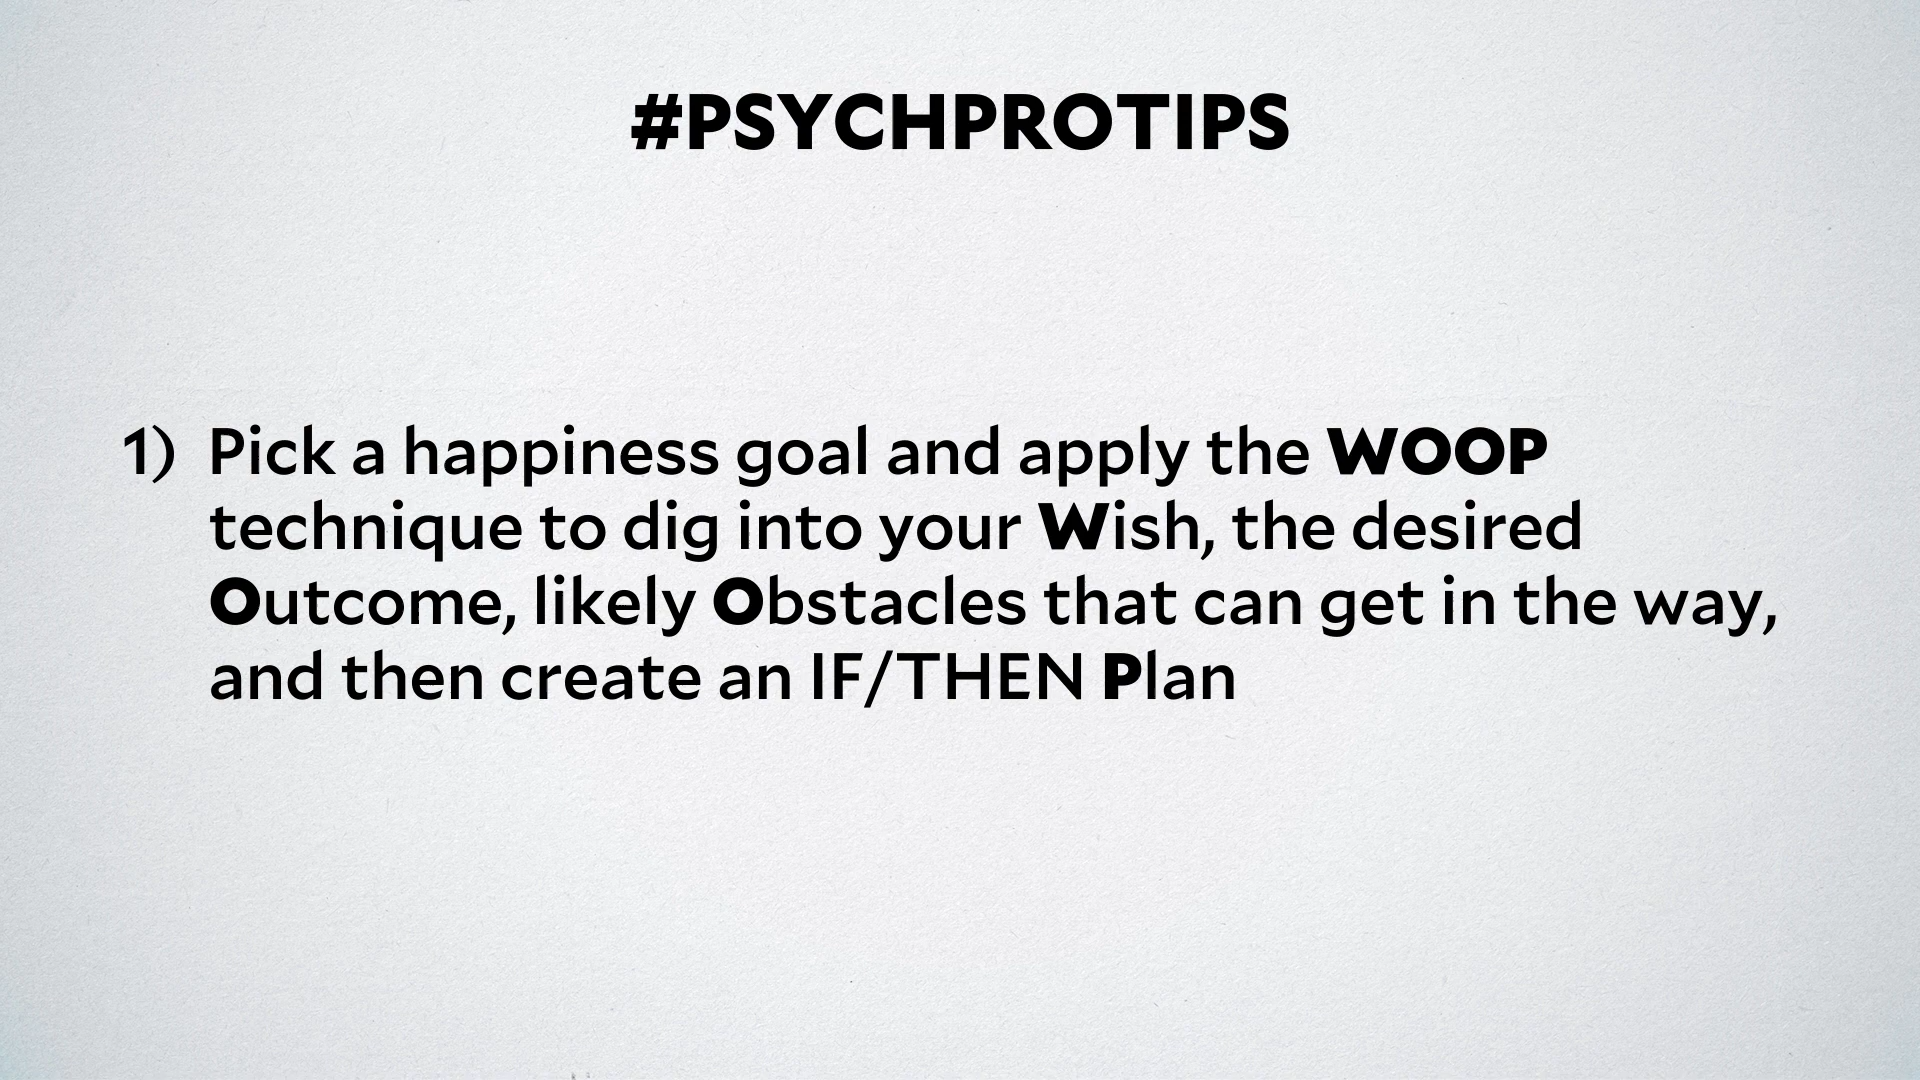 #PSYCHPROTIPS
1) Pick a happiness goal and apply the WOOP
technique to dig into your Wish, the desired
Outcome, likely Obstacles that can get in the way,
and then create an IF/THEN Plan